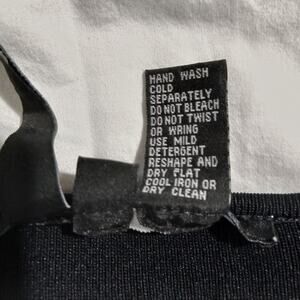 HAND WASH
COLD
SEPARATELY
DO NOT BLEACH
DO NOT TWIST
OR WRING
USE MILD
DETERGENT
RESHAPE AND
DRY FLAT
COOL IRON OR
DRY CLEAN